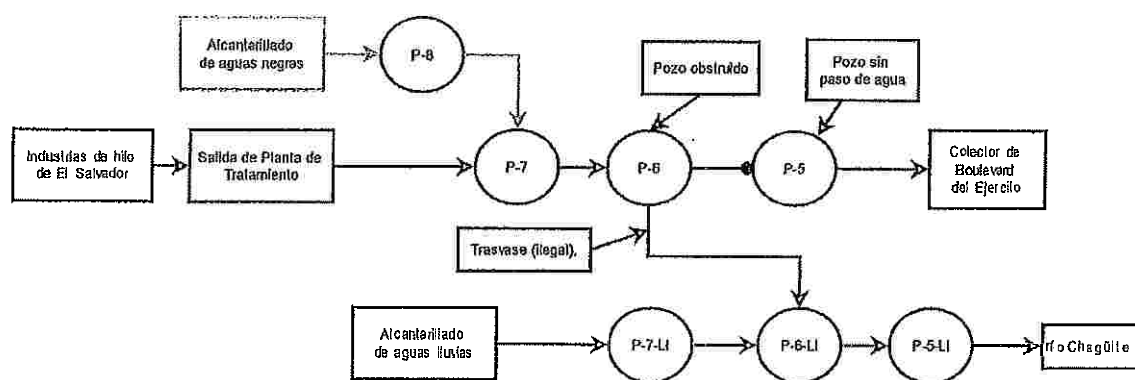 Alcantarillado
de aguas negras
P-8
Pozo obstruído
Pozo sin
paso de agua
Industrias de hilo
de El Salvador
Salida de Planta de
Tratamiento
P-7
P-6
P-5
Colector de
Boulevard
del Ejercito
Trasvase (ilegal).
Alcantarillado
de aguas lluvias
P-7-LI
P-6-LI
P-5-LI
río Chagüite